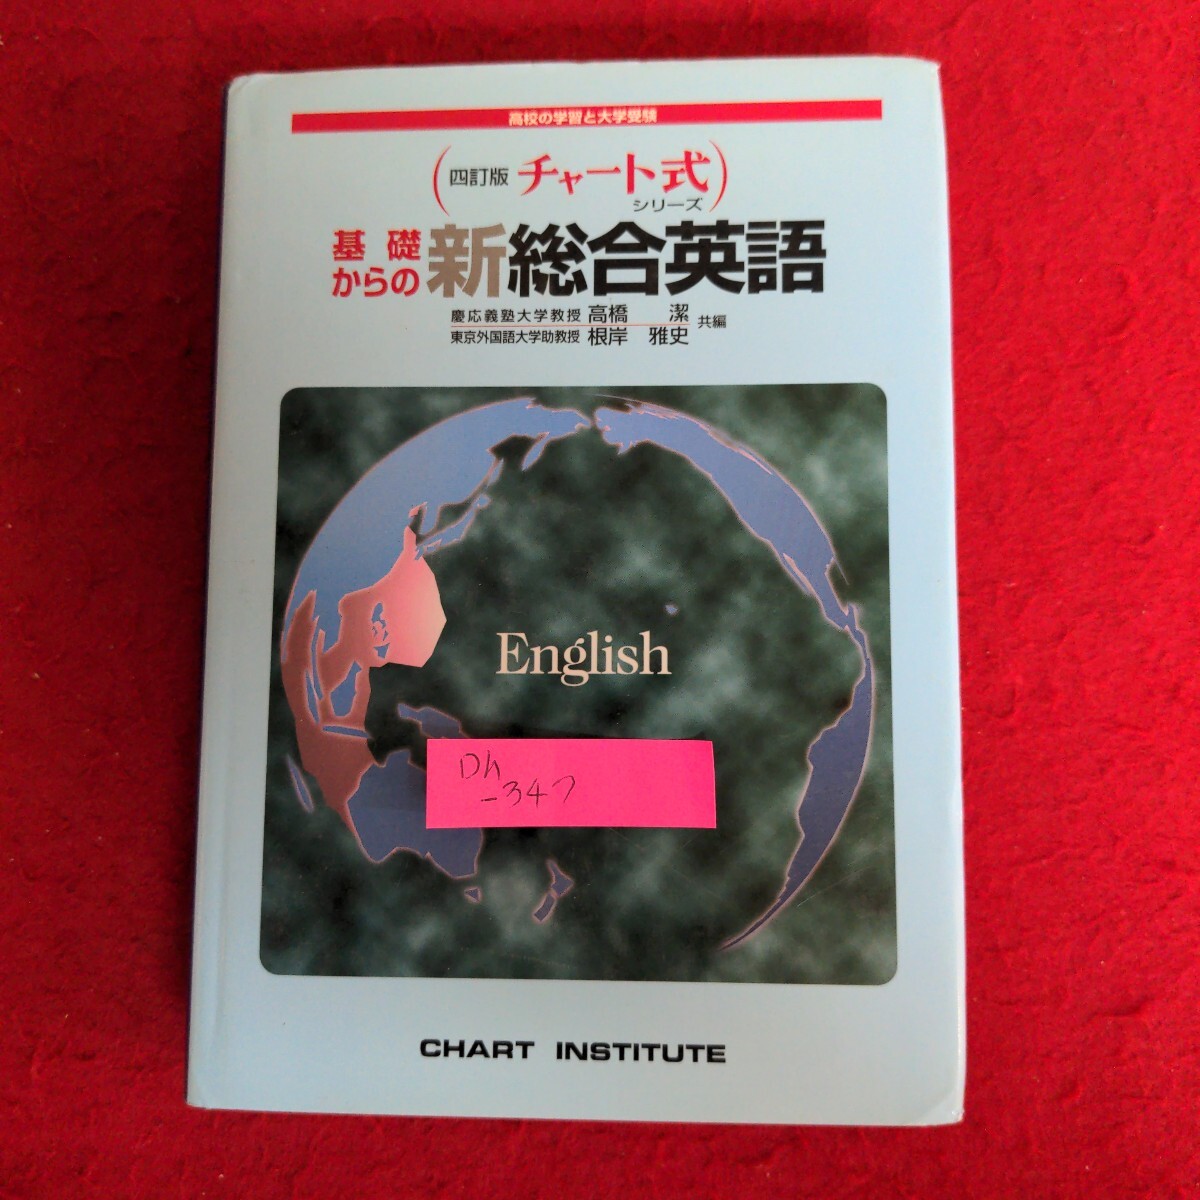 高校の学習と大学受験
(四訂版 チャート式)
シリーズ
基礎からの 新総合英語
慶応義塾大学教授 高橋 潔
東京外国語大学助教授 根岸 雅史 共編
English
Dh
-347
CHART INSTITUTE